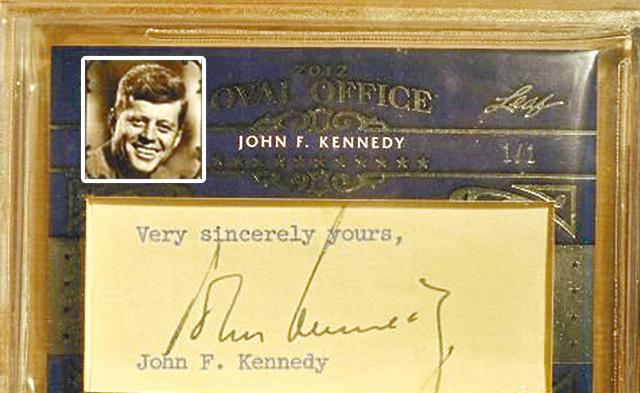 2012
OVAL OFFICE
Leaf
JOHN F. KENNEDY
1/1
Very sincerely yours,
John Kennedy
John F. Kennedy